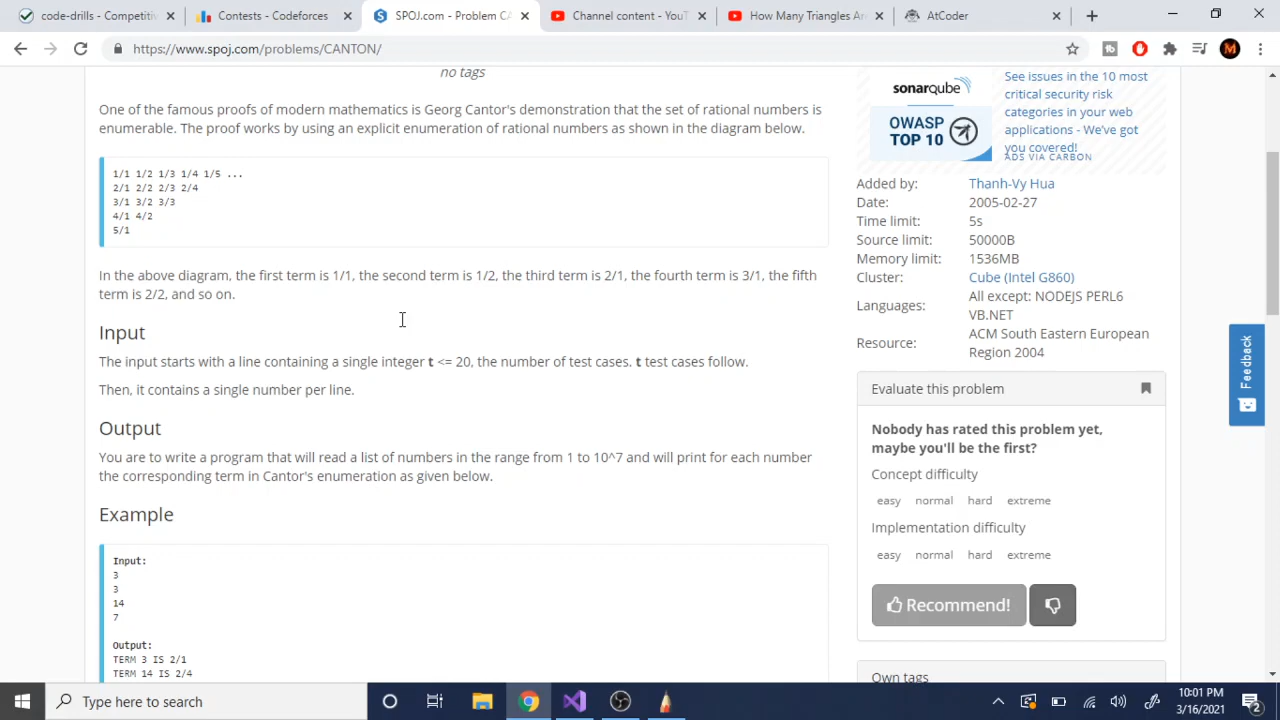 code-drills - Competitiv
Contests - Codeforces
SPOJ.com - Problem CA
Channel content - YouT
How Many Triangles Are
AtCoder
https://www.spoj.com/problems/CANTON/
M
no tags
One of the famous proofs of modern mathematics is Georg Cantor's demonstration that the set of rational numbers is
enumerable. The proof works by using an explicit enumeration of rational numbers as shown in the diagram below.
1/1 1/2 1/3 1/4 1/5 ...
2/1 2/2 2/3 2/4
3/1 3/2 3/3
4/1 4/2
5/1
In the above diagram, the first term is 1/1, the second term is 1/2, the third term is 2/1, the fourth term is 3/1, the fifth
term is 2/2, and so on.
Input
The input starts with a line containing a single integer t <= 20, the number of test cases. t test cases follow.
Then, it contains a single number per line.
Output
You are to write a program that will read a list of numbers in the range from 1 to 10^7 and will print for each number
the corresponding term in Cantor's enumeration as given below.
Example
Input:
3
3
14
7
Output:
TERM 3 IS 2/1
TERM 14 IS 2/4
sonarqube
OWASP
TOP 10
See issues in the 10 most
critical security risk
categories in your web
applications - We've got
you covered!
ADS VIA CARBON
Added by: Thanh-Vy Hua
Date: 2005-02-27
Time limit: 5s
Source limit: 50000B
Memory limit: 1536MB
Cluster: Cube (Intel G860)
Languages: All except: NODEJS PERL6
VB.NET
Resource: ACM South Eastern European
Region 2004
Evaluate this problem
Nobody has rated this problem yet,
maybe you'll be the first?
Concept difficulty
easy normal hard extreme
Implementation difficulty
easy normal hard extreme
Recommend!
Own tags
Feedback
Type here to search
10:01 PM
3/16/2021
2